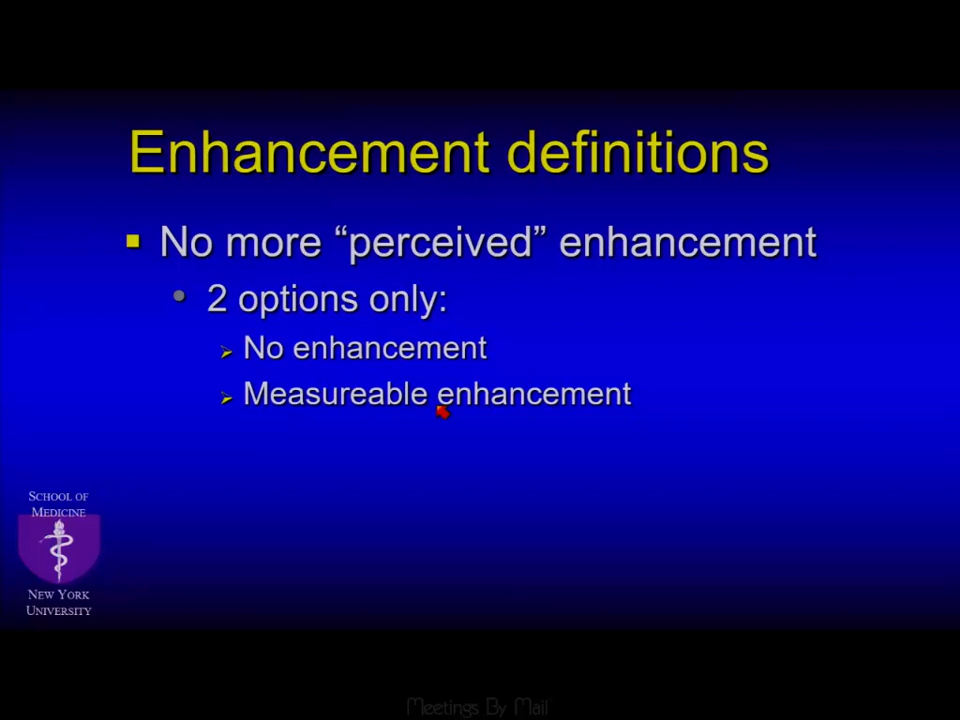 Enhancement definitions
No more “perceived” enhancement
2 options only:
No enhancement
Measureable enhancement
SCHOOL OF
MEDICINE
NEW YORK
UNIVERSITY
Meetings By Mail